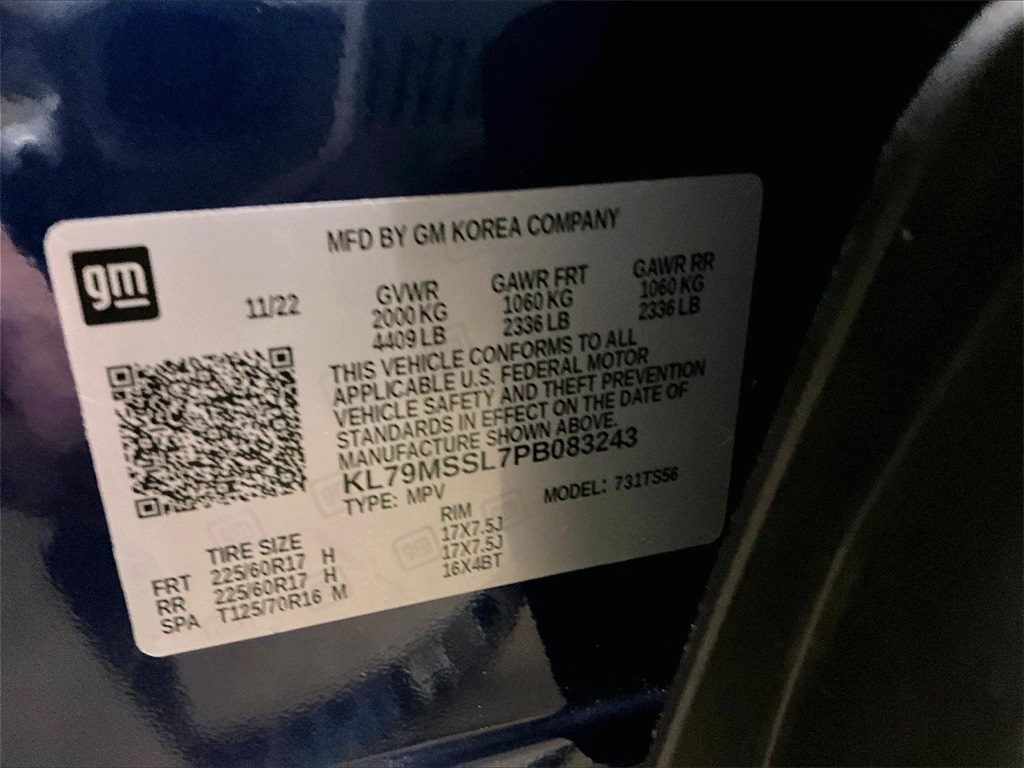 MFD BY GM KOREA COMPANY
gm
11/22
GVWR GAWR FRT GAWR RR
2000 KG 1060 KG 1060 KG
4409 LB 2336 LB 2336 LB
THIS VEHICLE CONFORMS TO ALL
APPLICABLE U.S. FEDERAL MOTOR
VEHICLE SAFETY AND THEFT PREVENTION
STANDARDS IN EFFECT ON THE DATE OF
MANUFACTURE SHOWN ABOVE.
KL79MSSL7PB083243
TYPE: MPV MODEL: 731TS56
TIRE SIZE RIM
FRT 225/60R17 H 17X7.5J
RR 225/60R17 H 17X7.5J
SPA T125/70R16 M 16X4BT